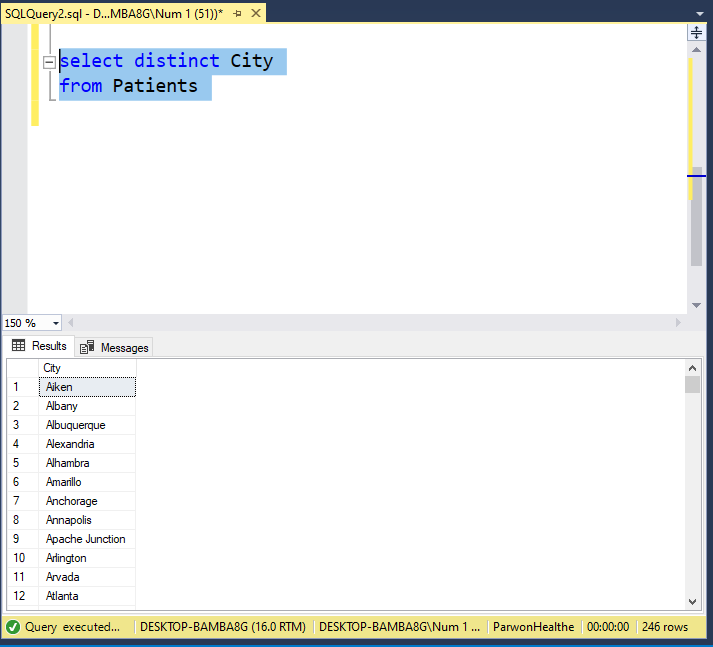 SQLQuery2.sql - D...MBA8G\Num 1 (51))*
select distinct City
from Patients
150 %
Results Messages
City
1 Aiken
2 Albany
3 Albuquerque
4 Alexandria
5 Alhambra
6 Amarillo
7 Anchorage
8 Annapolis
9 Apache Junction
10 Arlington
11 Arvada
12 Atlanta
Query executed... DESKTOP-BAMBA8G (16.0 RTM) DESKTOP-BAMBA8G\Num 1 ... ParwonHealthe 00:00:00 246 rows